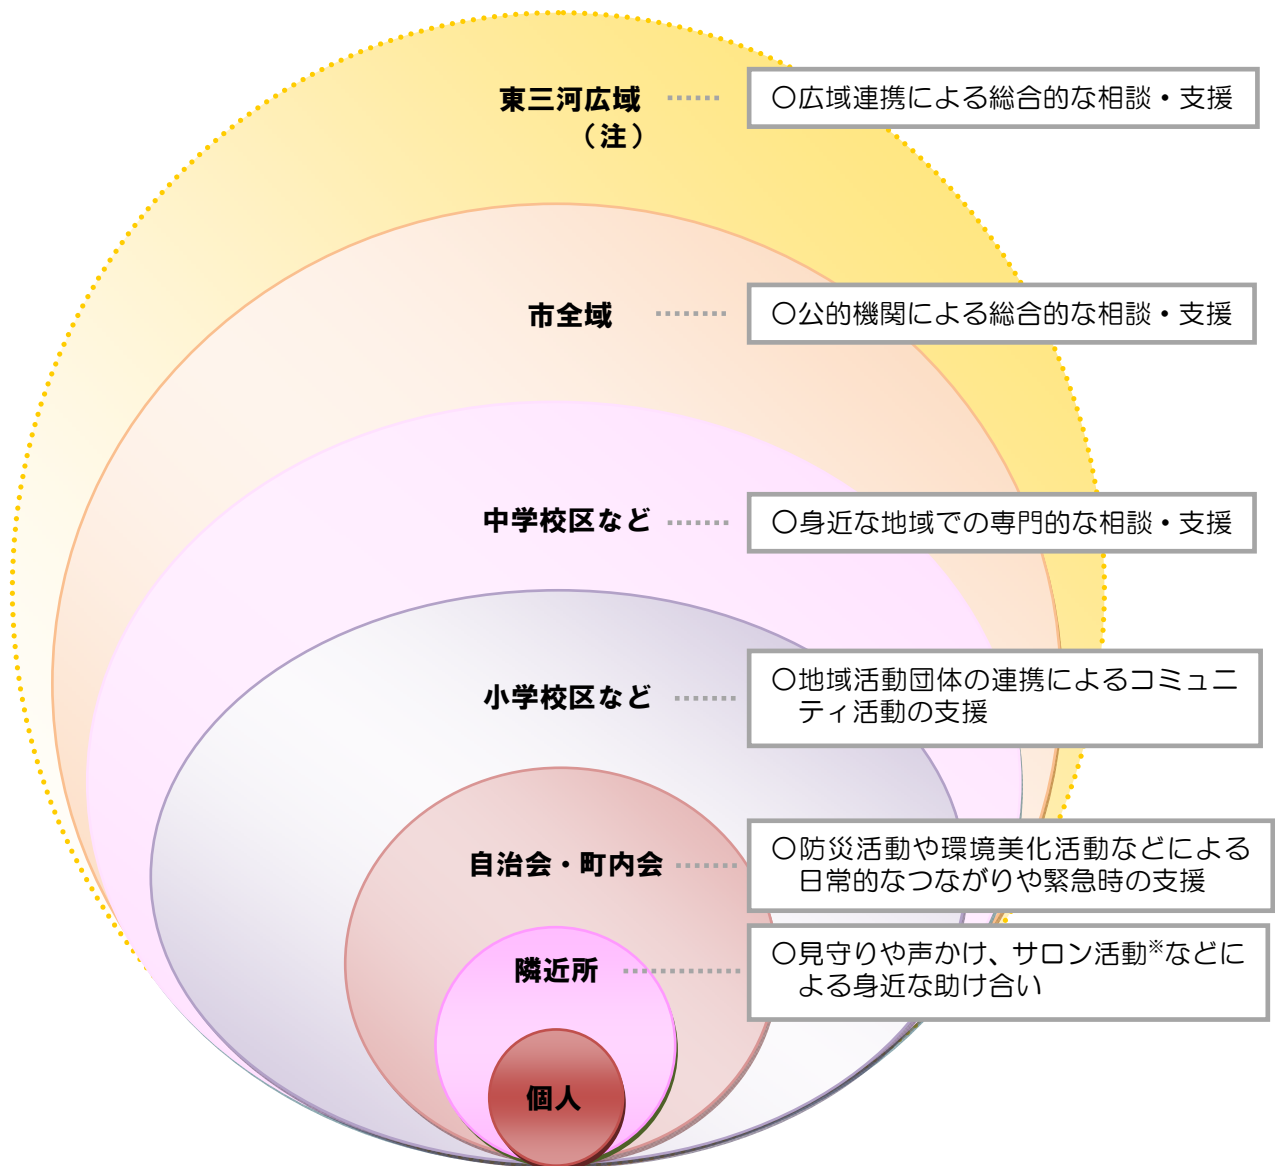 東三河広域
（注）
〇広域連携による総合的な相談・支援
市全域
〇公的機関による総合的な相談・支援
中学校区など
〇身近な地域での専門的な相談・支援
小学校区など
〇地域活動団体の連携によるコミュニ
ティ活動の支援
自治会・町内会
〇防災活動や環境美化活動などによる
日常的なつながりや緊急時の支援
隣近所
〇見守りや声かけ、サロン活動※などに
よる身近な助け合い
個人